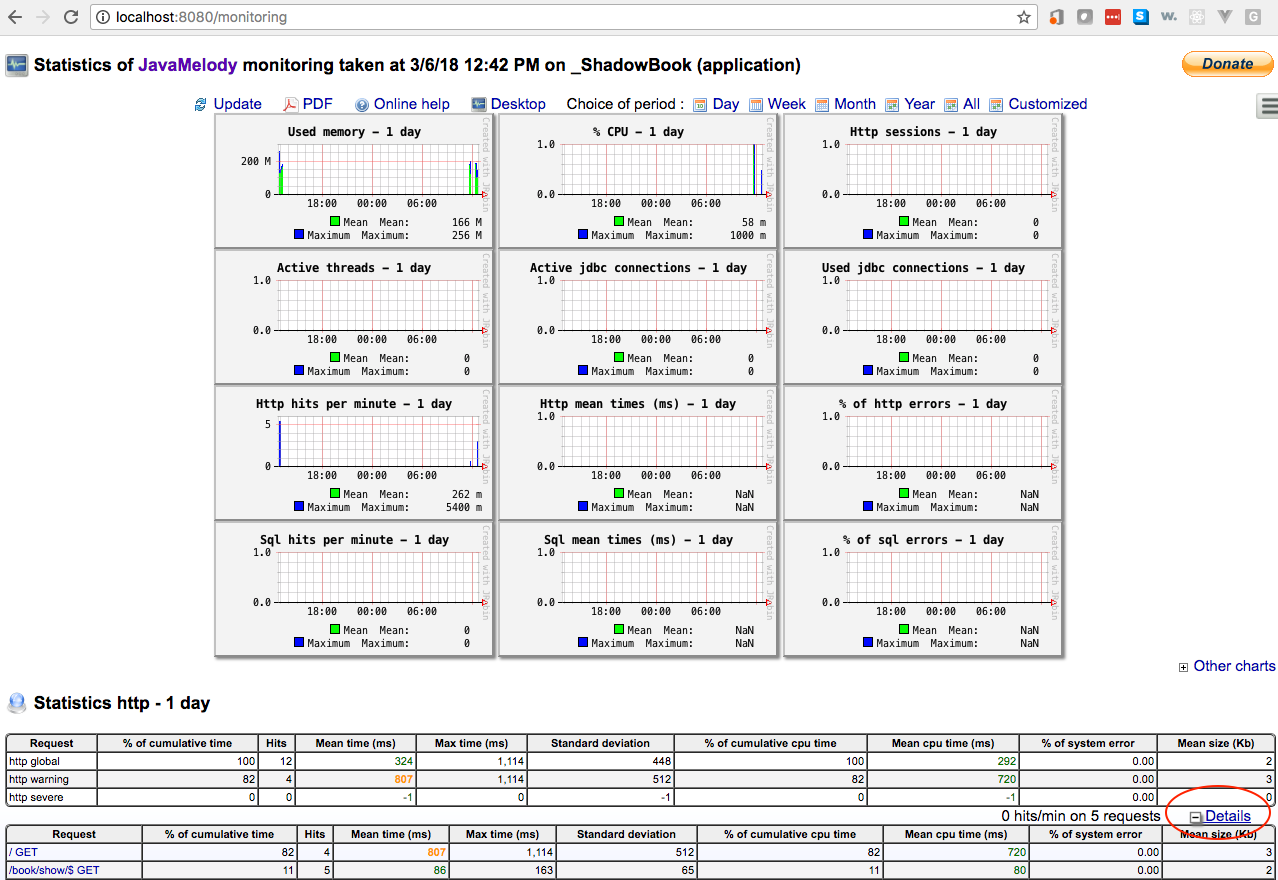 localhost:8080/monitoring
Statistics of JavaMelody monitoring taken at 3/6/18 12:42 PM on _ShadowBook (application)
Donate
Update PDF Online help Desktop Choice of period : Day Week Month Year All Customized
Used memory - 1 day
200 M
0
18:00 00:00 06:00
Mean Mean: 166 M
Maximum Maximum: 256 M
Created with JRobin
% CPU - 1 day
1.0
0.0
18:00 00:00 06:00
Mean Mean: 58 m
Maximum Maximum: 1000 m
Created with JRobin
Http sessions - 1 day
1.0
0.0
18:00 00:00 06:00
Mean Mean: 0
Maximum Maximum: 0
Created with JRobin
Active threads - 1 day
1.0
0.0
18:00 00:00 06:00
Mean Mean: 0
Maximum Maximum: 0
Created with JRobin
Active jdbc connections - 1 day
1.0
0.0
18:00 00:00 06:00
Mean Mean: 0
Maximum Maximum: 0
Created with JRobin
Used jdbc connections - 1 day
1.0
0.0
18:00 00:00 06:00
Mean Mean: 0
Maximum Maximum: 0
Created with JRobin
Http hits per minute - 1 day
5
0
18:00 00:00 06:00
Mean Mean: 262 m
Maximum Maximum: 5400 m
Created with JRobin
Http mean times (ms) - 1 day
1.0
0.0
18:00 00:00 06:00
Mean Mean: NaN
Maximum Maximum: NaN
Created with JRobin
% of http errors - 1 day
1.0
0.0
18:00 00:00 06:00
Mean Mean: NaN
Maximum Maximum: NaN
Created with JRobin
Sql hits per minute - 1 day
1.0
0.0
18:00 00:00 06:00
Mean Mean: 0
Maximum Maximum: 0
Created with JRobin
Sql mean times (ms) - 1 day
1.0
0.0
18:00 00:00 06:00
Mean Mean: NaN
Maximum Maximum: NaN
Created with JRobin
% of sql errors - 1 day
1.0
0.0
18:00 00:00 06:00
Mean Mean: NaN
Maximum Maximum: NaN
Created with JRobin
Other charts
Statistics http - 1 day
Request % of cumulative time Hits Mean time (ms) Max time (ms) Standard deviation % of cumulative cpu time Mean cpu time (ms) % of system error Mean size (Kb)
http global 100 12 324 1,114 448 100 292 0.00 2
http warning 82 4 807 1,114 512 82 720 0.00 3
http severe 0 0 -1 0 -1 0 -1 0.00 0
0 hits/min on 5 requests Details
Request % of cumulative time Hits Mean time (ms) Max time (ms) Standard deviation % of cumulative cpu time Mean cpu time (ms) % of system error Mean size (Kb)
/ GET 82 4 807 1,114 512 82 720 0.00 3
/book/show/$ GET 11 5 86 163 65 11 80 0.00 2